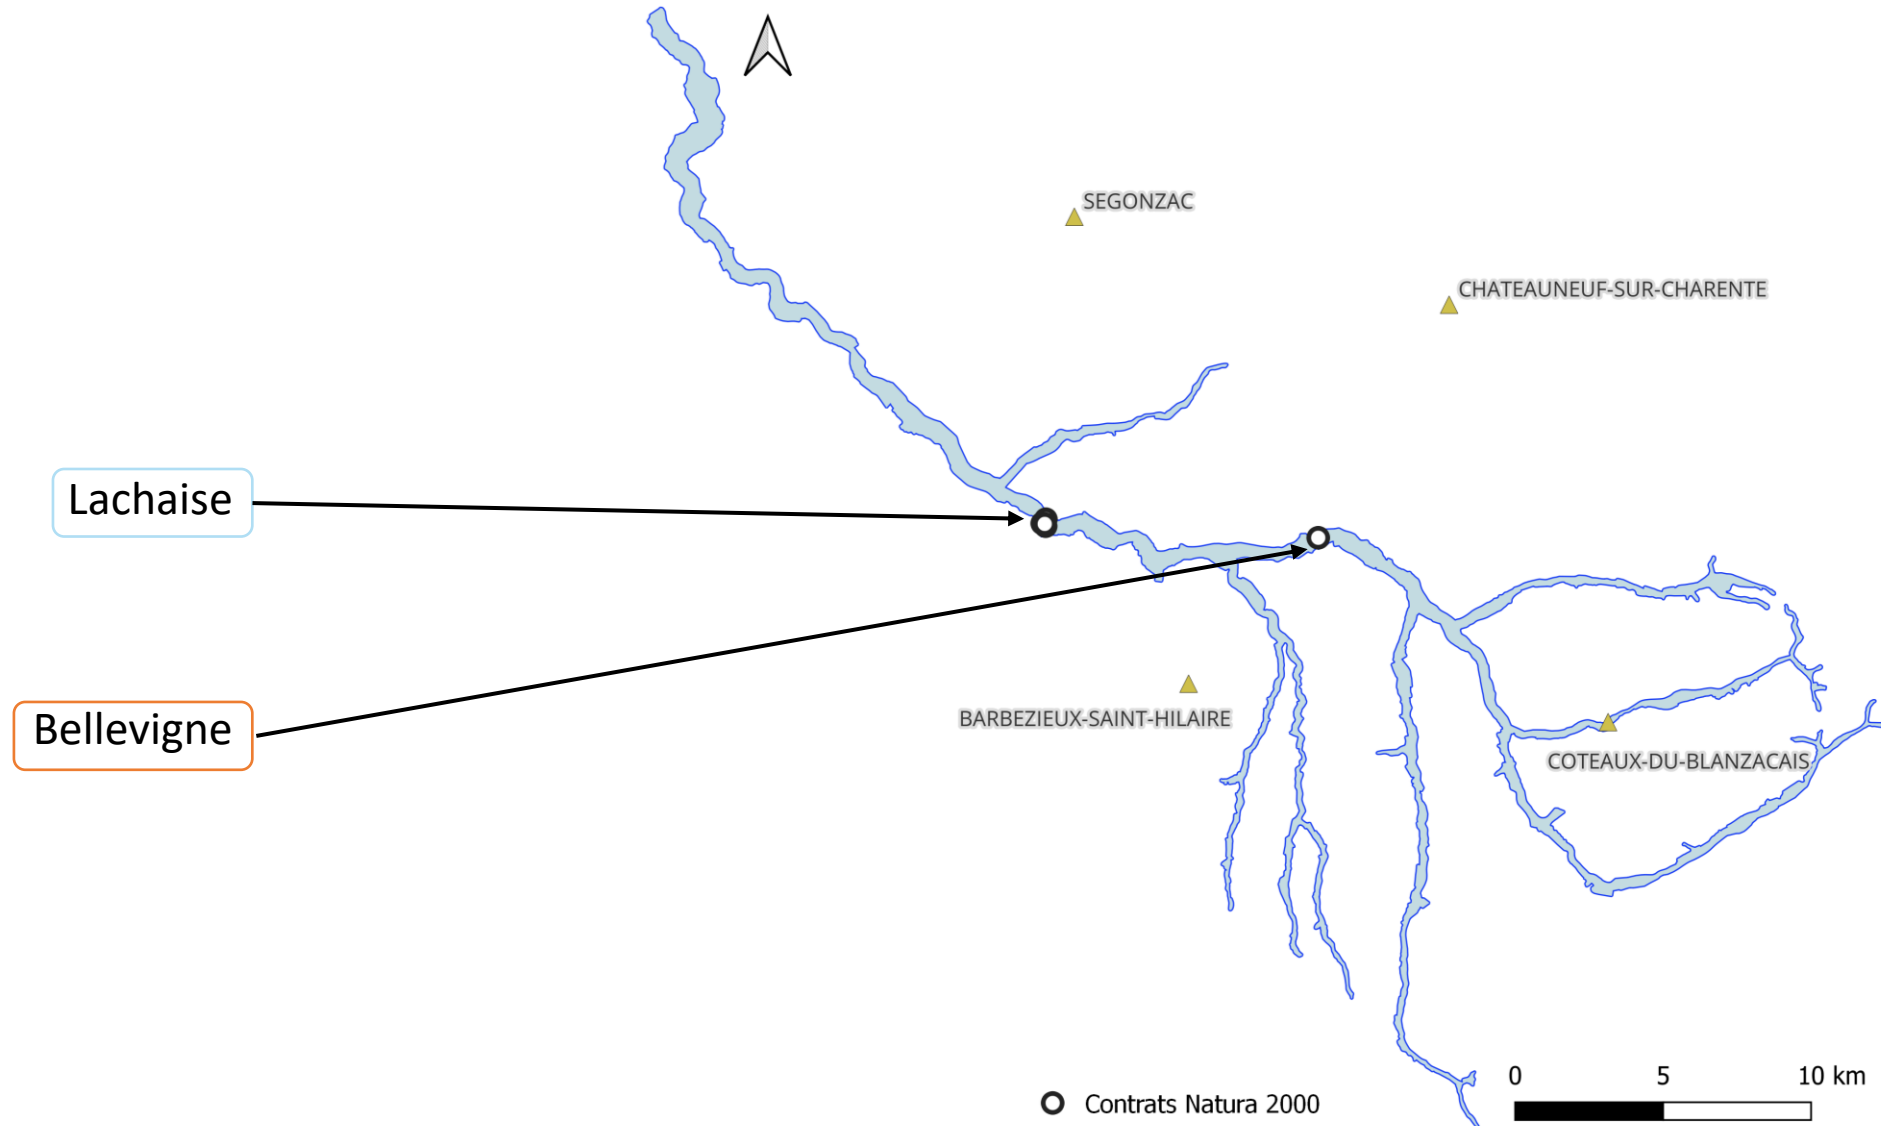 SEGONZAC
CHATEAUNEUF-SUR-CHARENTE
Lachaise
Bellevigne
BARBEZIEUX-SAINT-HILAIRE
COTEAUX-DU-BLANZACAIS
Contrats Natura 2000
0 5 10 km